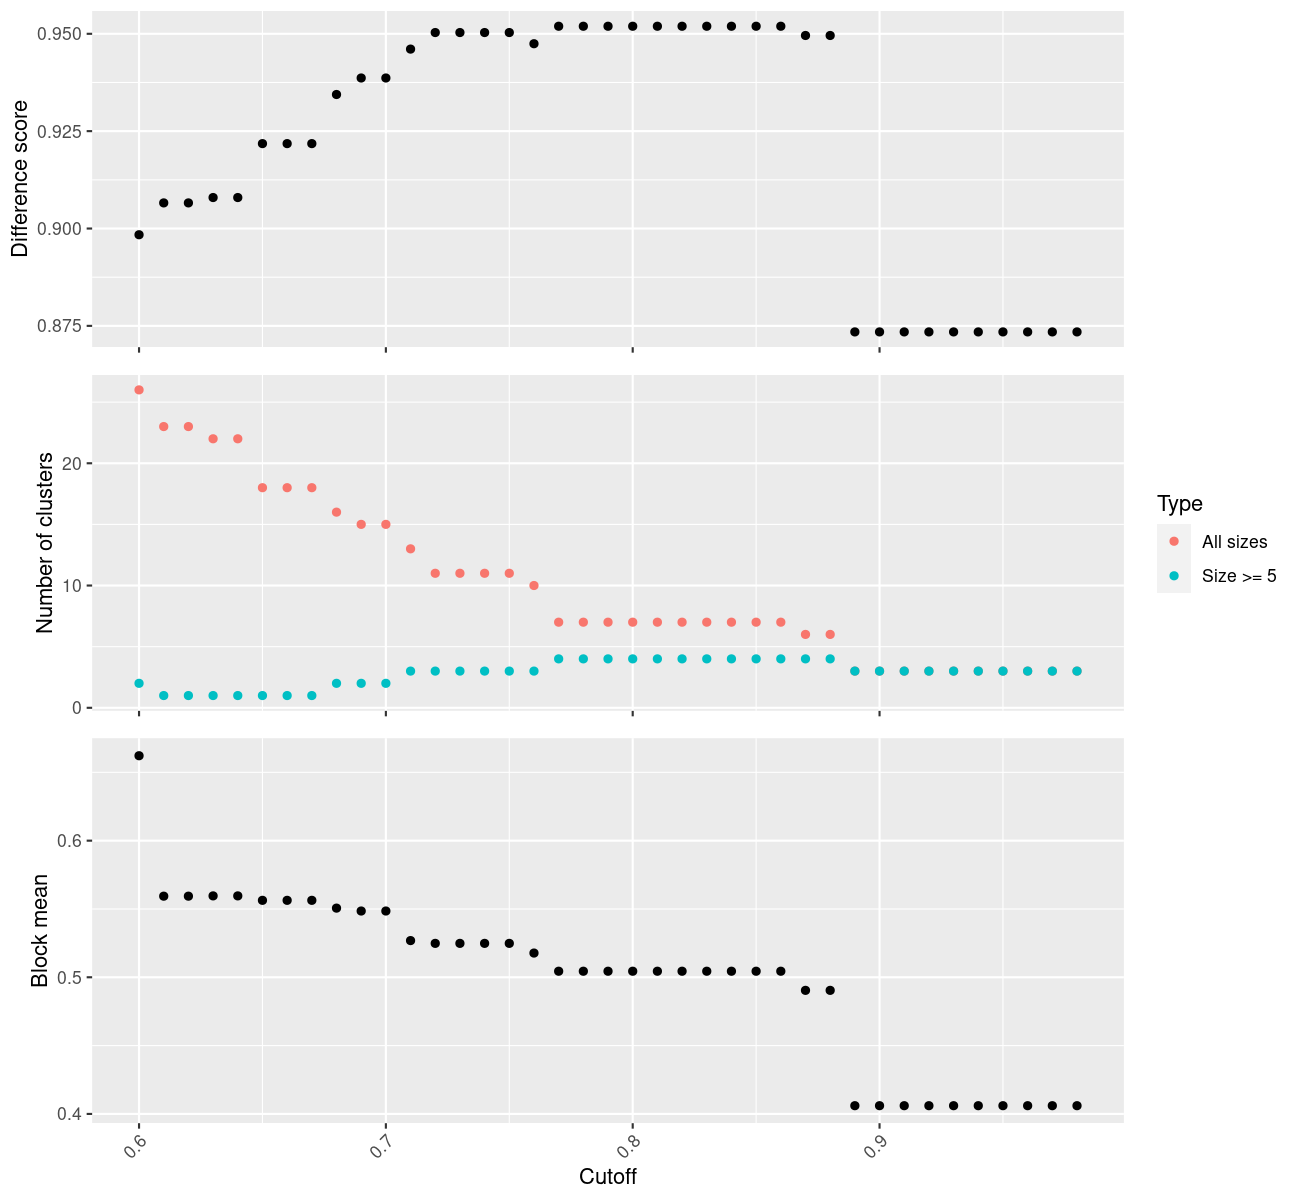 0.950
0.925
0.900
0.875
Difference score
20
10
0
Number of clusters
Type
All sizes
Size >= 5
0.6
0.5
0.4
Block mean
0.6
0.7
0.8
0.9
Cutoff